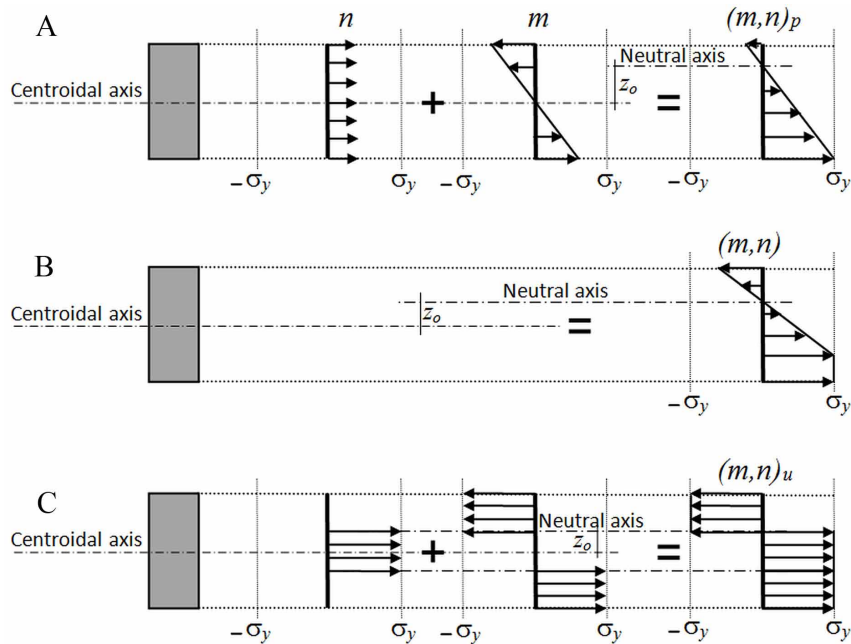 A
n
m
(m,n)p
Neutral axis
Centroidal axis
zo
+
=
−σy
σy
−σy
σy
−σy
σy
B
(m,n)
Neutral axis
Centroidal axis
zo
=
−σy
σy
C
(m,n)u
Neutral axis
Centroidal axis
zo
+
=
−σy
σy
−σy
σy
−σy
σy